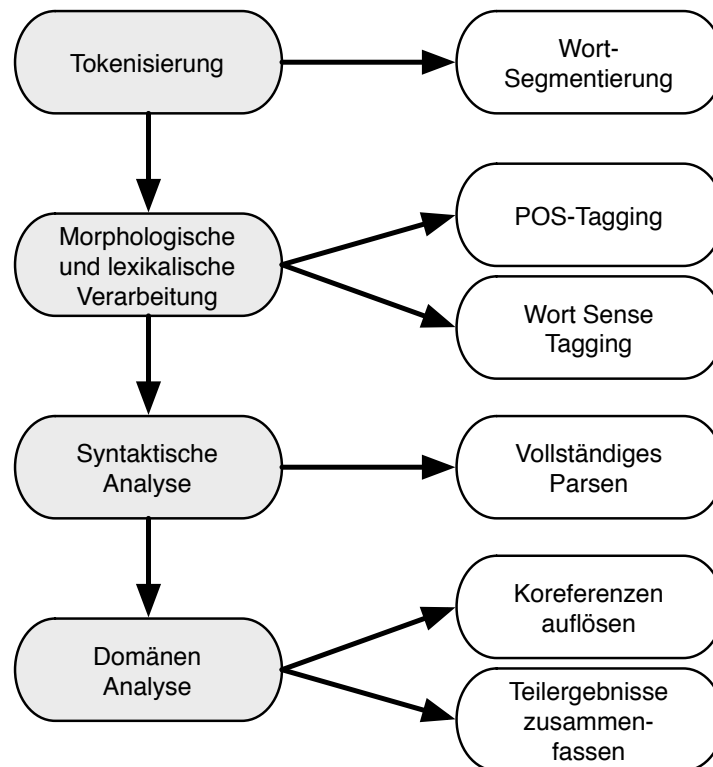 Tokenisierung
Wort-
Segmentierung
Morphologische
und lexikalische
Verarbeitung
POS-Tagging
Wort Sense
Tagging
Syntaktische
Analyse
Vollständiges
Parsen
Domänen
Analyse
Koreferenzen
auflösen
Teilergebnisse
zusammen-
fassen